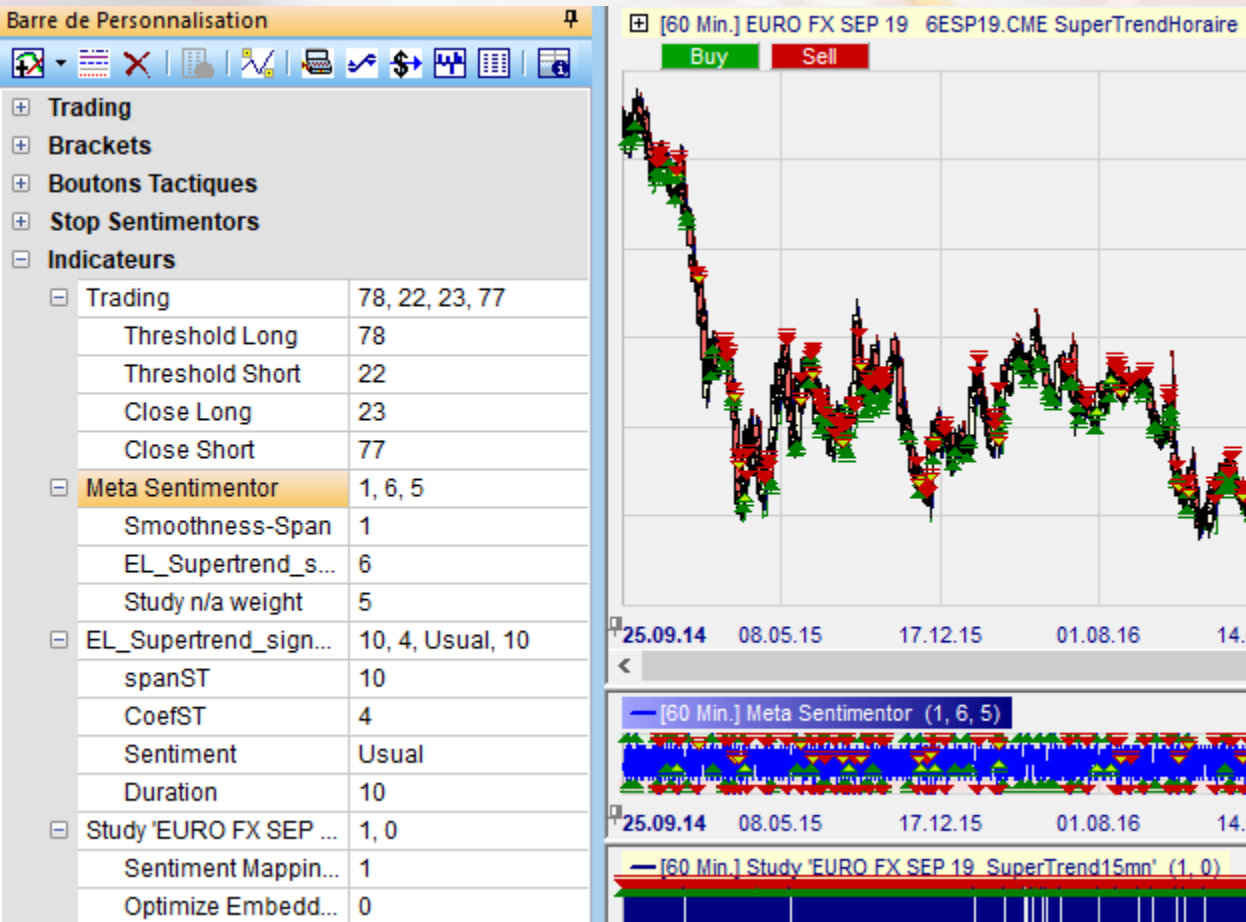 Barre de Personnalisation
Trading
Brackets
Boutons Tactiques
Stop Sentimentors
Indicateurs
Trading 78, 22, 23, 77
Threshold Long 78
Threshold Short 22
Close Long 23
Close Short 77
Meta Sentimentor 1, 6, 5
Smoothness-Span 1
EL_Supertrend_s... 6
Study n/a weight 5
EL_Supertrend_sign... 10, 4, Usual, 10
spanST 10
CoefST 4
Sentiment Usual
Duration 10
Study 'EURO FX SEP ... 1, 0
Sentiment Mappin... 1
Optimize Embedd... 0
[60 Min.] EURO FX SEP 19 6ESP19.CME SuperTrendHoraire
Buy Sell
25.09.14 08.05.15 17.12.15 01.08.16 14.
[60 Min.] Meta Sentimentor (1, 6, 5)
25.09.14 08.05.15 17.12.15 01.08.16 14.
[60 Min.] Study 'EURO FX SEP 19 SuperTrend15mn' (1, 0)